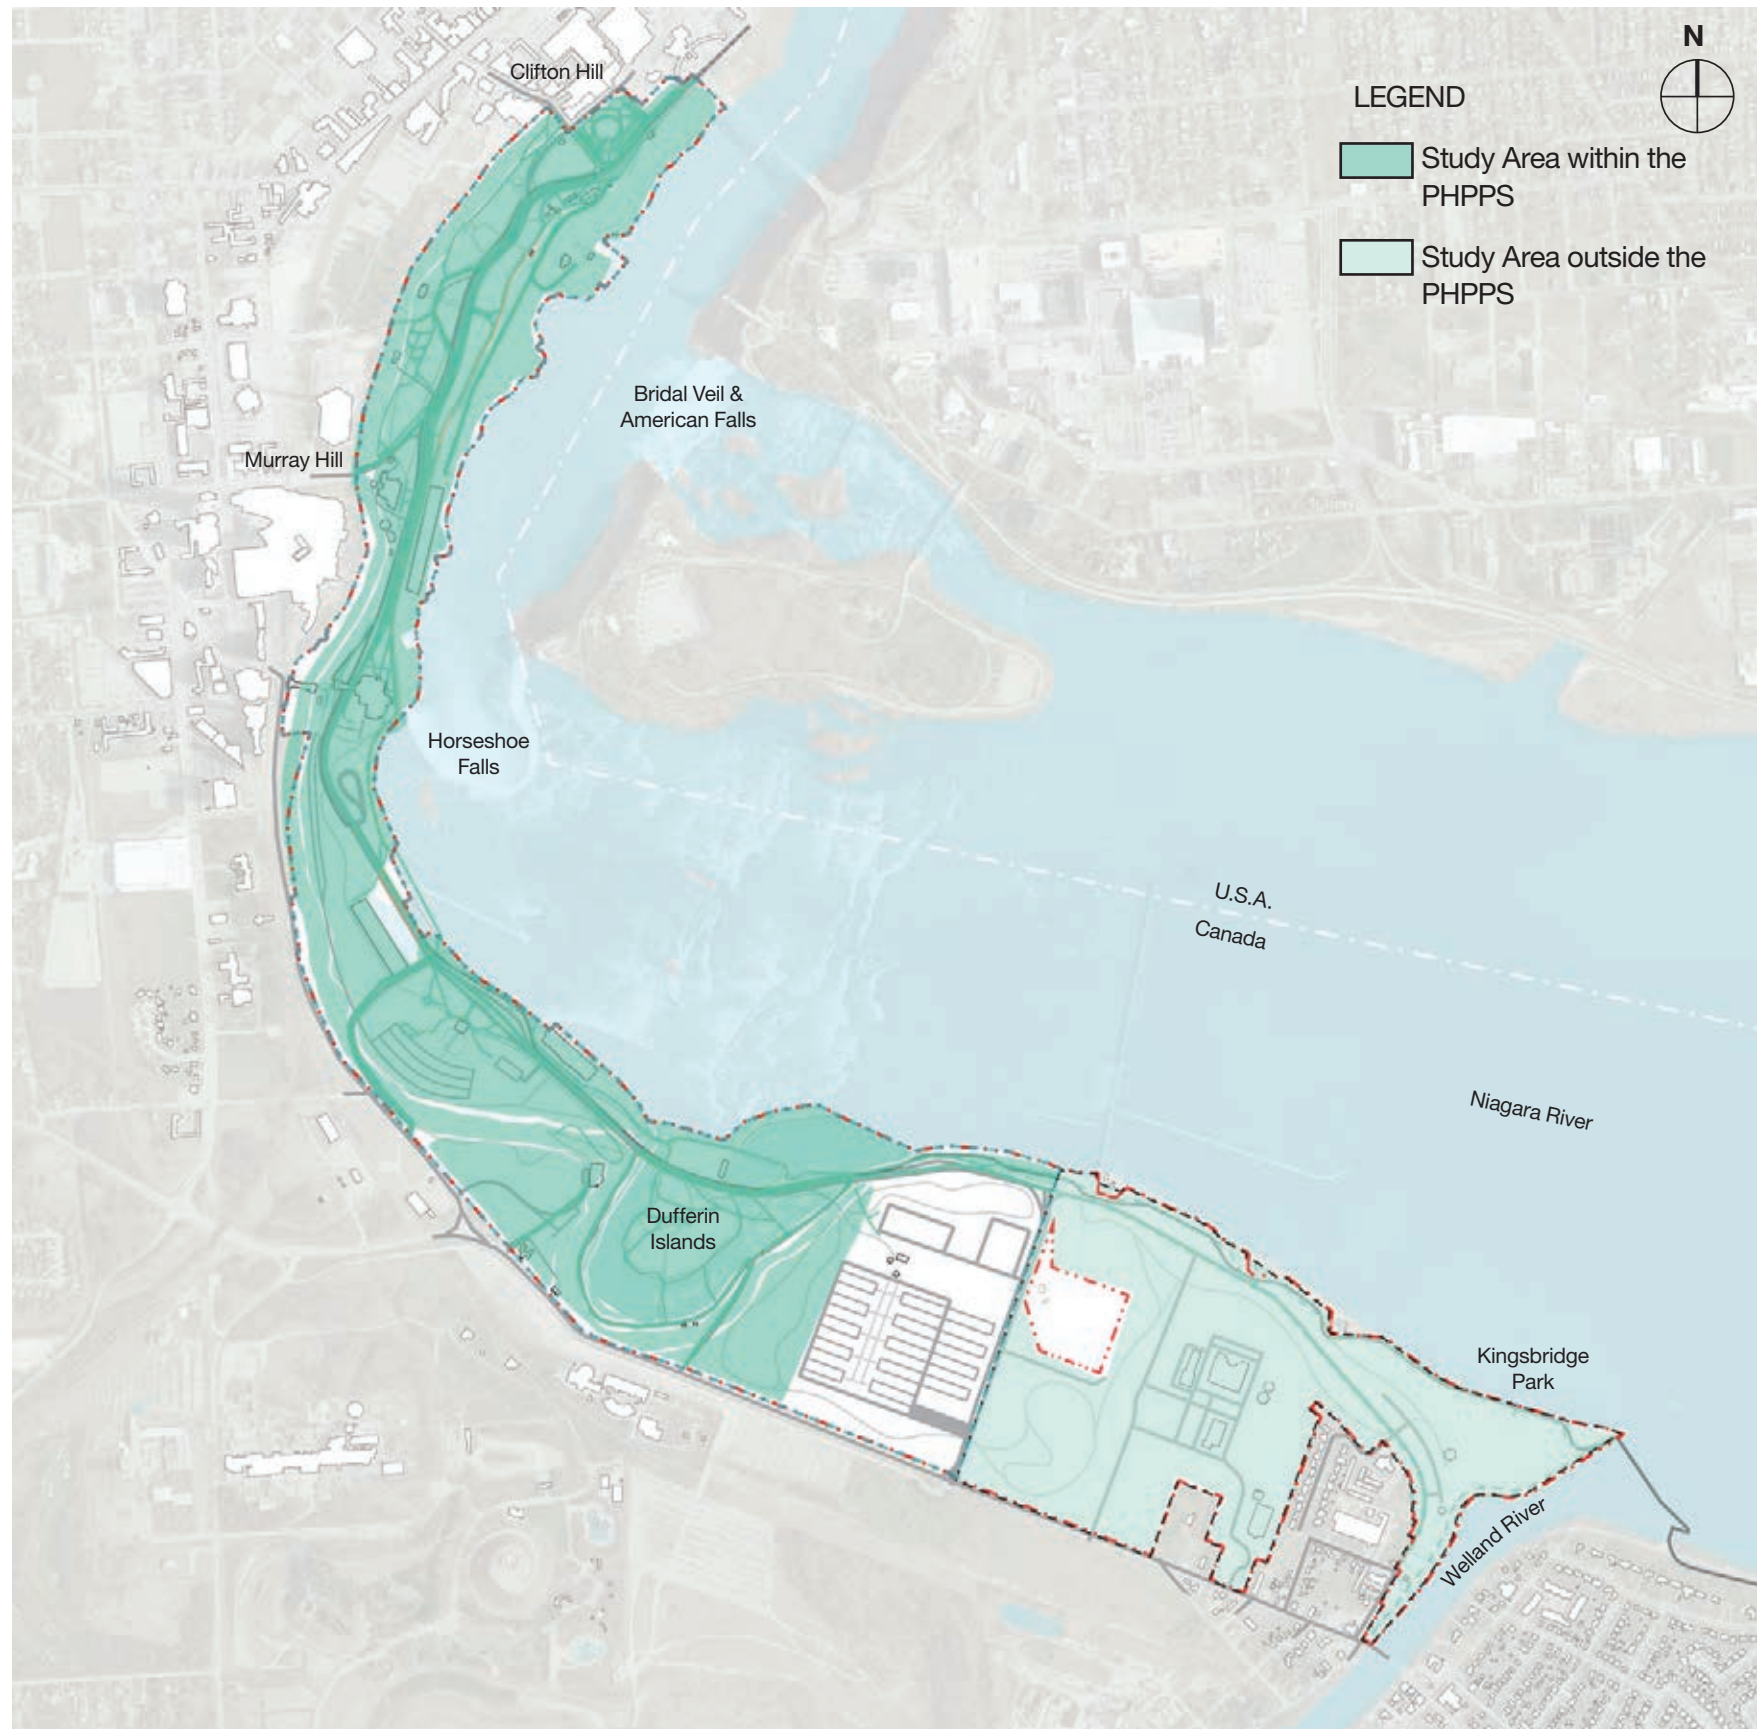 Clifton Hill
N
LEGEND
Study Area within the
PHPPS
Study Area outside the
PHPPS
Bridal Veil &
American Falls
Murray Hill
Horseshoe
Falls
U.S.A.
Canada
Niagara River
Dufferin
Islands
Kingsbridge
Park
Welland River